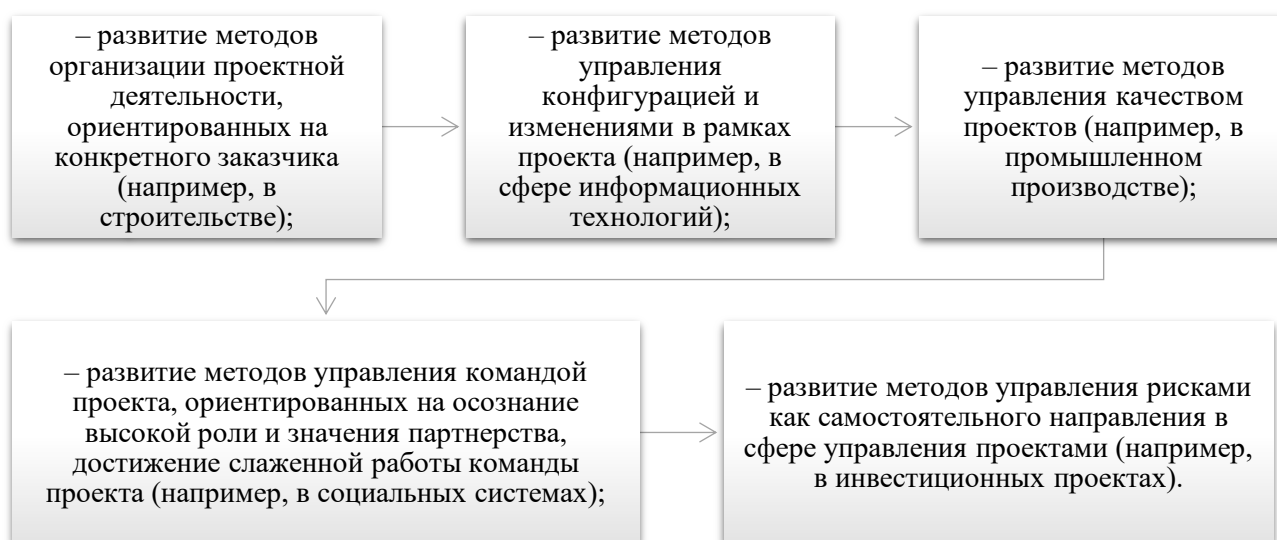 – развитие методов
организации проектной
деятельности,
ориентированных на
конкретного заказчика
(например, в
строительстве);
– развитие методов
управления
конфигурацией и
изменениями в рамках
проекта (например, в
сфере информационных
технологий);
– развитие методов
управления качеством
проектов (например, в
промышленном
производстве);
– развитие методов управления командой
проекта, ориентированных на осознание
высокой роли и значения партнерства,
достижение слаженной работы команды
проекта (например, в социальных системах);
– развитие методов управления рисками
как самостоятельного направления в
сфере управления проектами (например,
в инвестиционных проектах).